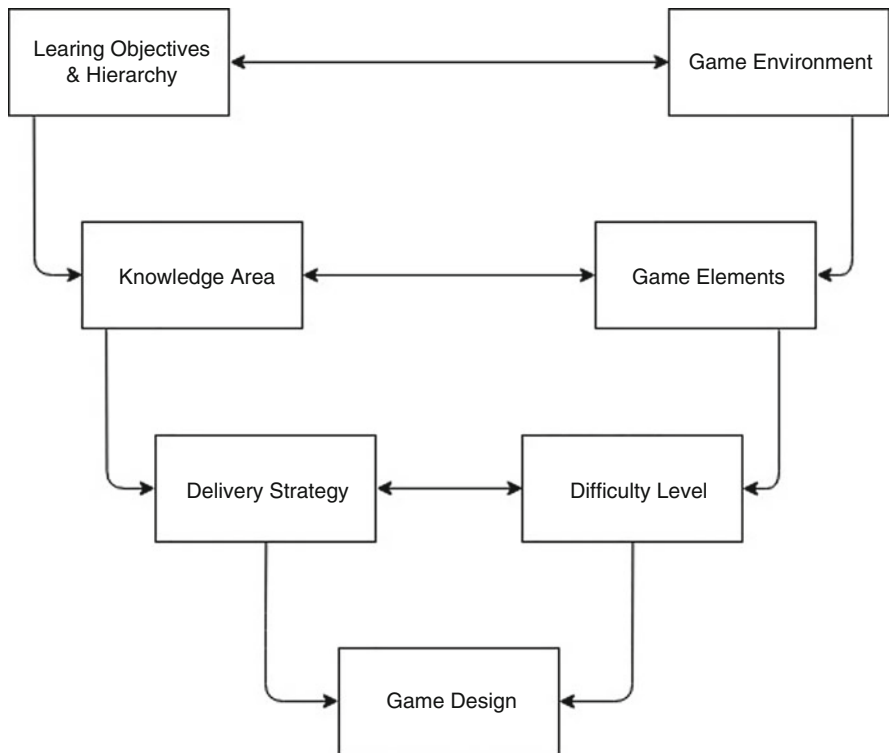 Learing Objectives
& Hierarchy
Game Environment
Knowledge Area
Game Elements
Delivery Strategy
Difficulty Level
Game Design